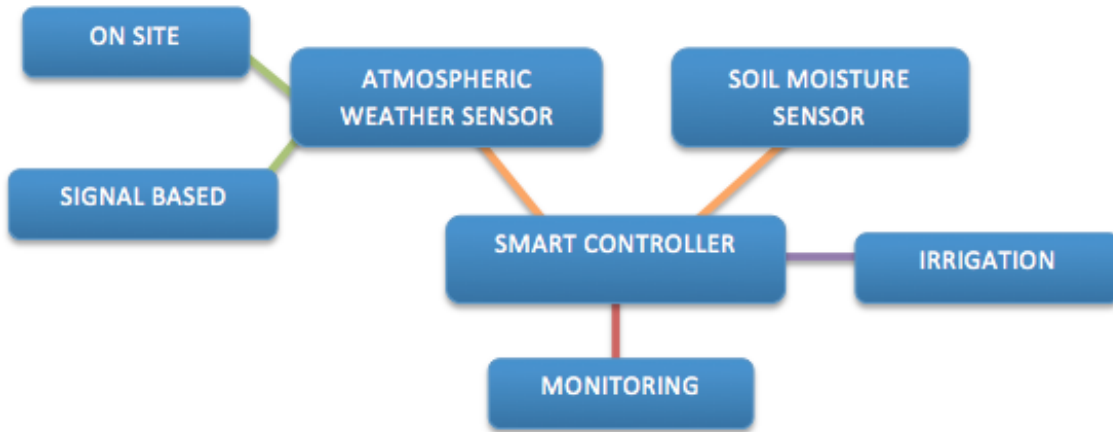 ON SITE
ATMOSPHERIC
WEATHER SENSOR
SOIL MOISTURE
SENSOR
SIGNAL BASED
SMART CONTROLLER
IRRIGATION
MONITORING